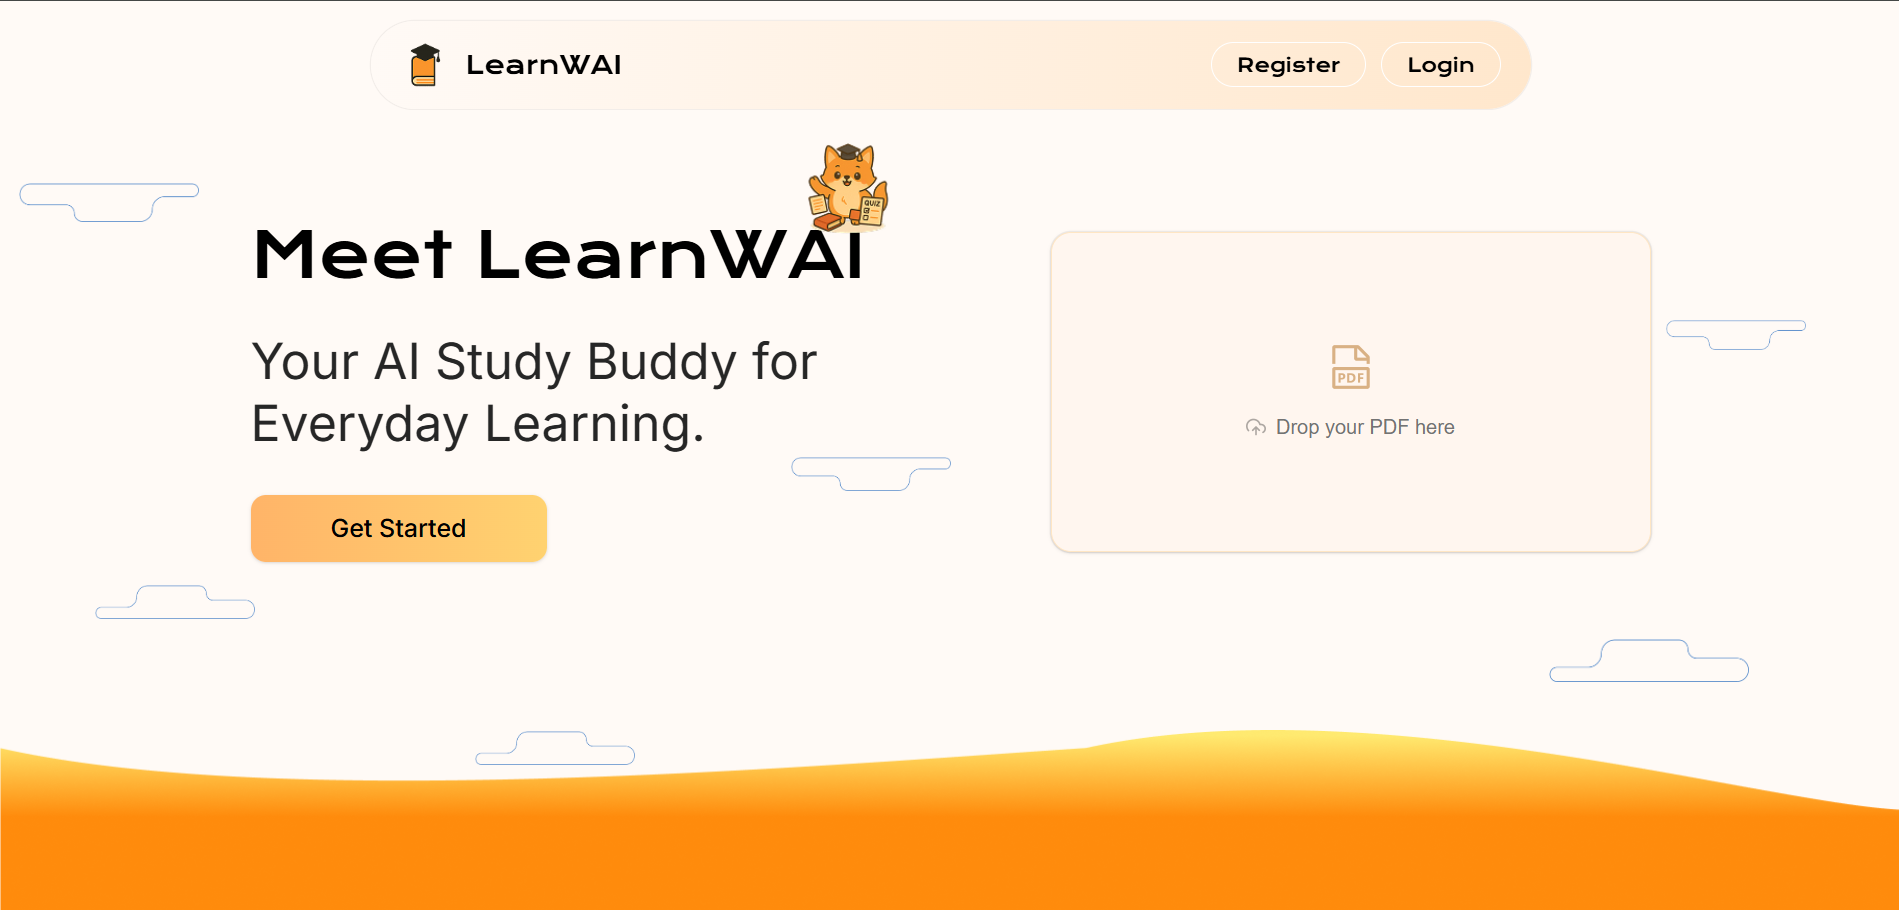 LearnWAI
Register
Login
QUIZ
Meet LearnWAI
Your AI Study Buddy for
Everyday Learning.
Get Started
PDF
Drop your PDF here